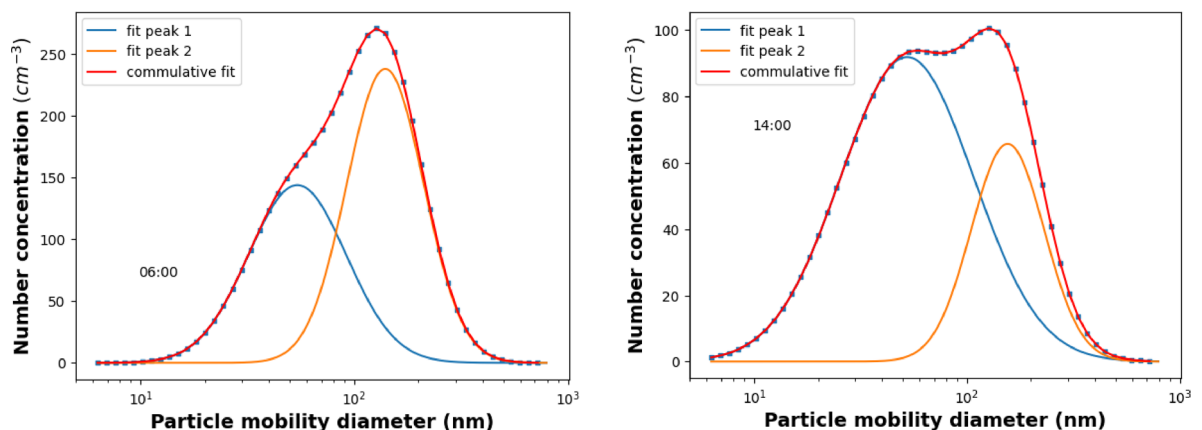 fit peak 1
fit peak 2
commulative fit
250
200
150
100
50
0
06:00
10¹
10²
10³
Number concentration (cm⁻³)
Particle mobility diameter (nm)
fit peak 1
fit peak 2
commulative fit
100
80
60
40
20
0
14:00
10¹
10²
10³
Number concentration (cm⁻³)
Particle mobility diameter (nm)